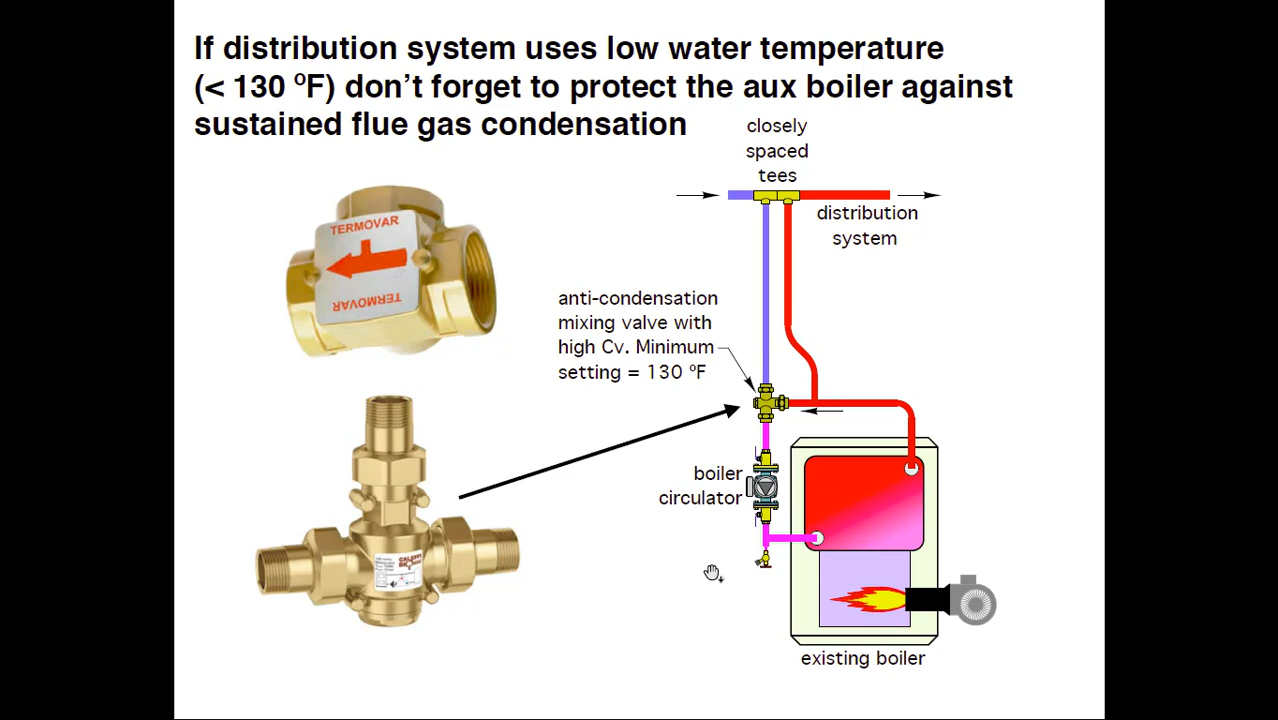 If distribution system uses low water temperature
(< 130 ºF) don’t forget to protect the aux boiler against
sustained flue gas condensation
closely
spaced
tees
distribution
system
TERMOVAR
TERMOVAR
anti-condensation
mixing valve with
high Cv. Minimum
setting = 130 ºF
boiler
circulator
CALEFFI
existing boiler